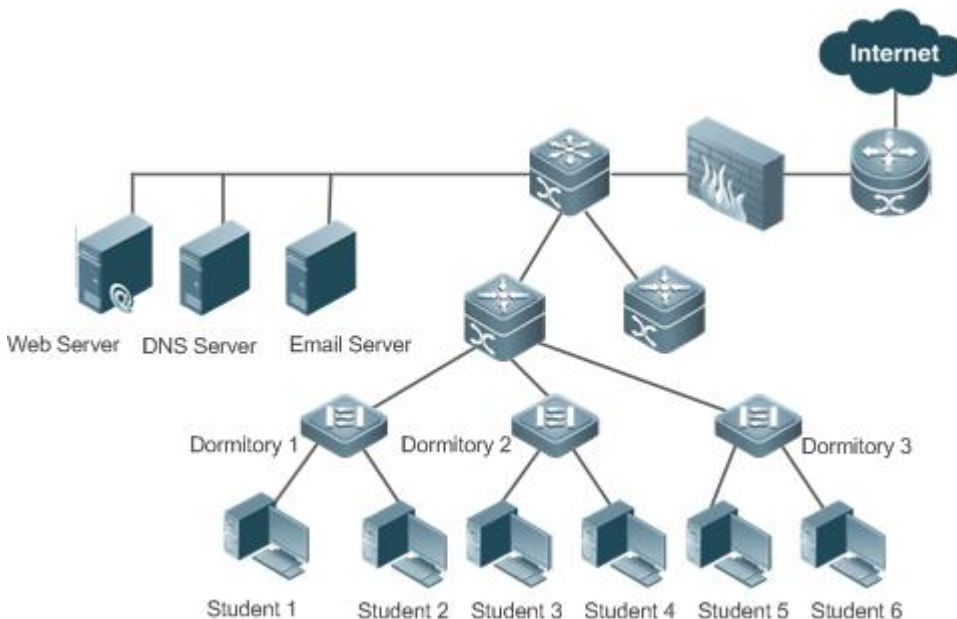 Internet
Web Server
DNS Server
Email Server
Dormitory 1
Dormitory 2
Dormitory 3
Student 1
Student 2
Student 3
Student 4
Student 5
Student 6